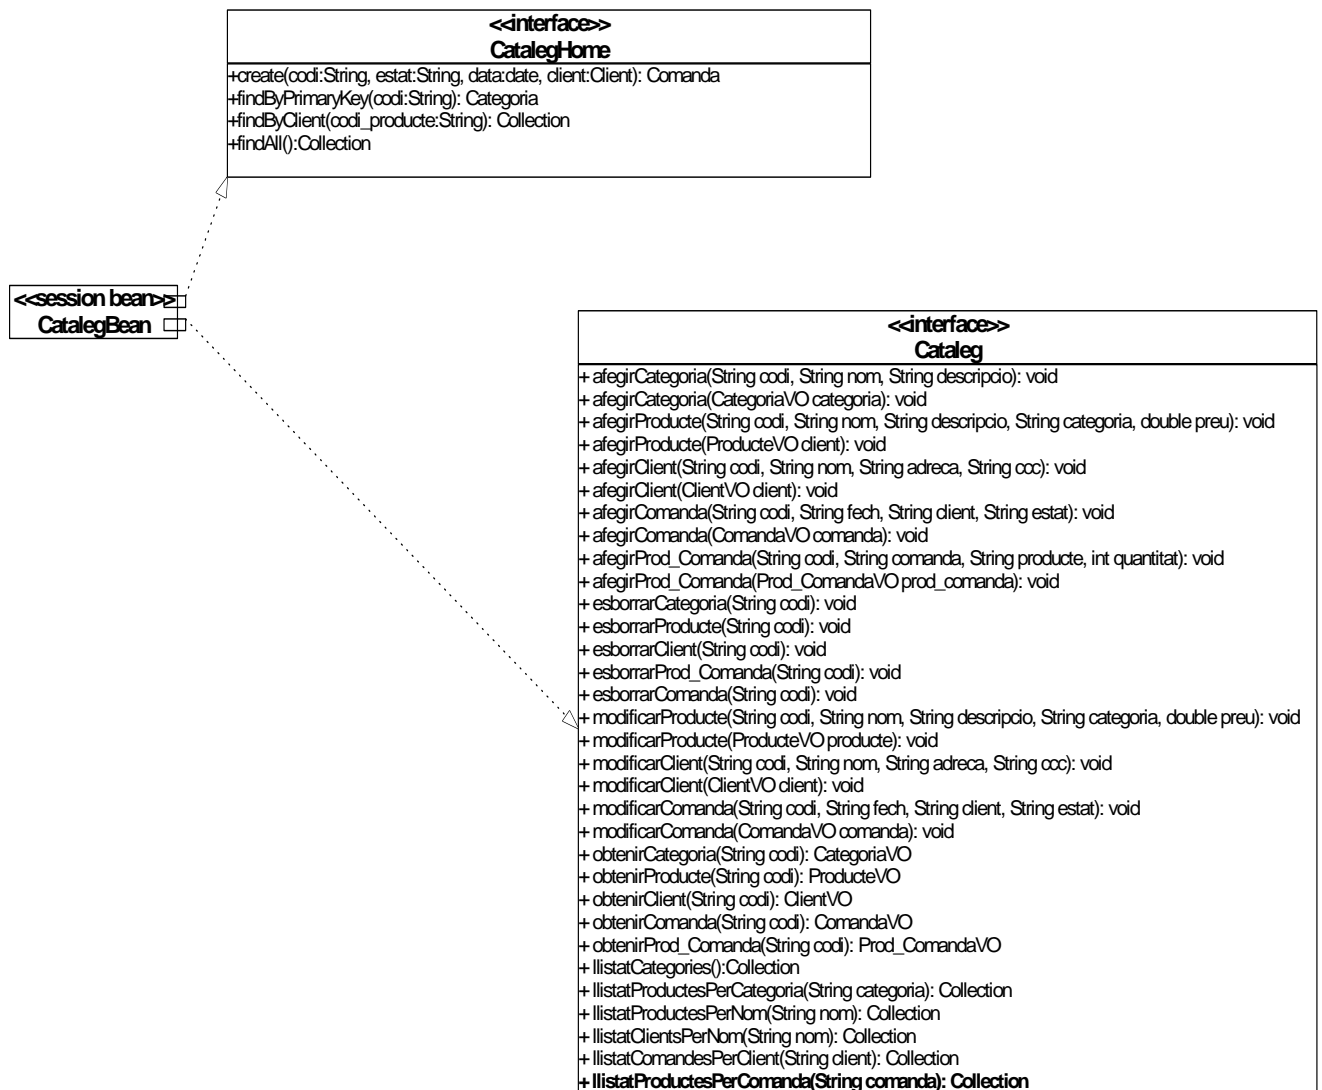 <<interface>>
CatalegHome
+create(codi:String, estat:String, data:date, client:Client): Comanda
+findByPrimaryKey(codi:String): Categoria
+findByClient(codi_producte:String): Collection
+findAll():Collection
<<session bean>>
CatalegBean
<<interface>>
Cataleg
+ afegirCategoria(String codi, String nom, String descripcio): void
+ afegirCategoria(CategoriaVO categoria): void
+ afegirProducte(String codi, String nom, String descripcio, String categoria, double preu): void
+ afegirProducte(ProducteVO client): void
+ afegirClient(String codi, String nom, String adreca, String ccc): void
+ afegirClient(ClientVO client): void
+ afegirComanda(String codi, String fech, String client, String estat): void
+ afegirComanda(ComandaVO comanda): void
+ afegirProd_Comanda(String codi, String comanda, String producte, int quantitat): void
+ afegirProd_Comanda(Prod_ComandaVO prod_comanda): void
+ esborrarCategoria(String codi): void
+ esborrarProducte(String codi): void
+ esborrarClient(String codi): void
+ esborrarProd_Comanda(String codi): void
+ esborrarComanda(String codi): void
+ modificarProducte(String codi, String nom, String descripcio, String categoria, double preu): void
+ modificarProducte(ProducteVO producte): void
+ modificarClient(String codi, String nom, String adreca, String ccc): void
+ modificarClient(ClientVO client): void
+ modificarComanda(String codi, String fech, String client, String estat): void
+ modificarComanda(ComandaVO comanda): void
+ obtenirCategoria(String codi): CategoriaVO
+ obtenirProducte(String codi): ProducteVO
+ obtenirClient(String codi): ClientVO
+ obtenirComanda(String codi): ComandaVO
+ obtenirProd_Comanda(String codi): Prod_ComandaVO
+ llistatCategories():Collection
+ llistatProductesPerCategoria(String categoria): Collection
+ llistatProductesPerNom(String nom): Collection
+ llistatClientsPerNom(String nom): Collection
+ llistatComandesPerClient(String client): Collection
+ llistatProductesPerComanda(String comanda): Collection